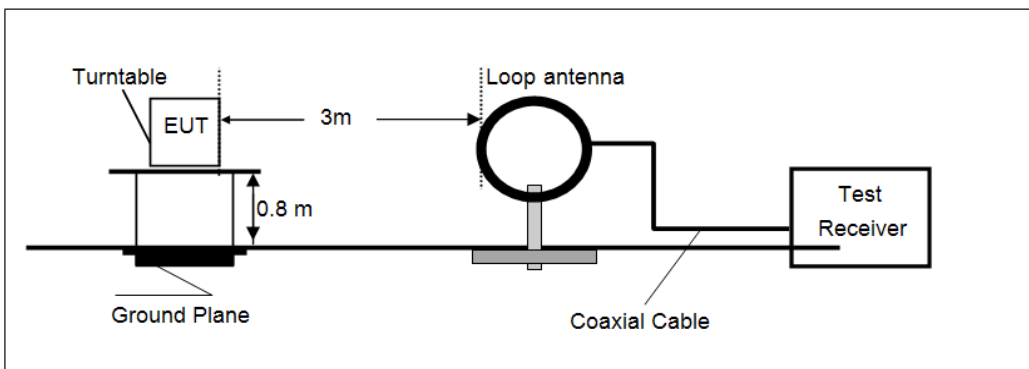 Turntable
Loop antenna
EUT
3m
0.8 m
Test
Receiver
Ground Plane
Coaxial Cable